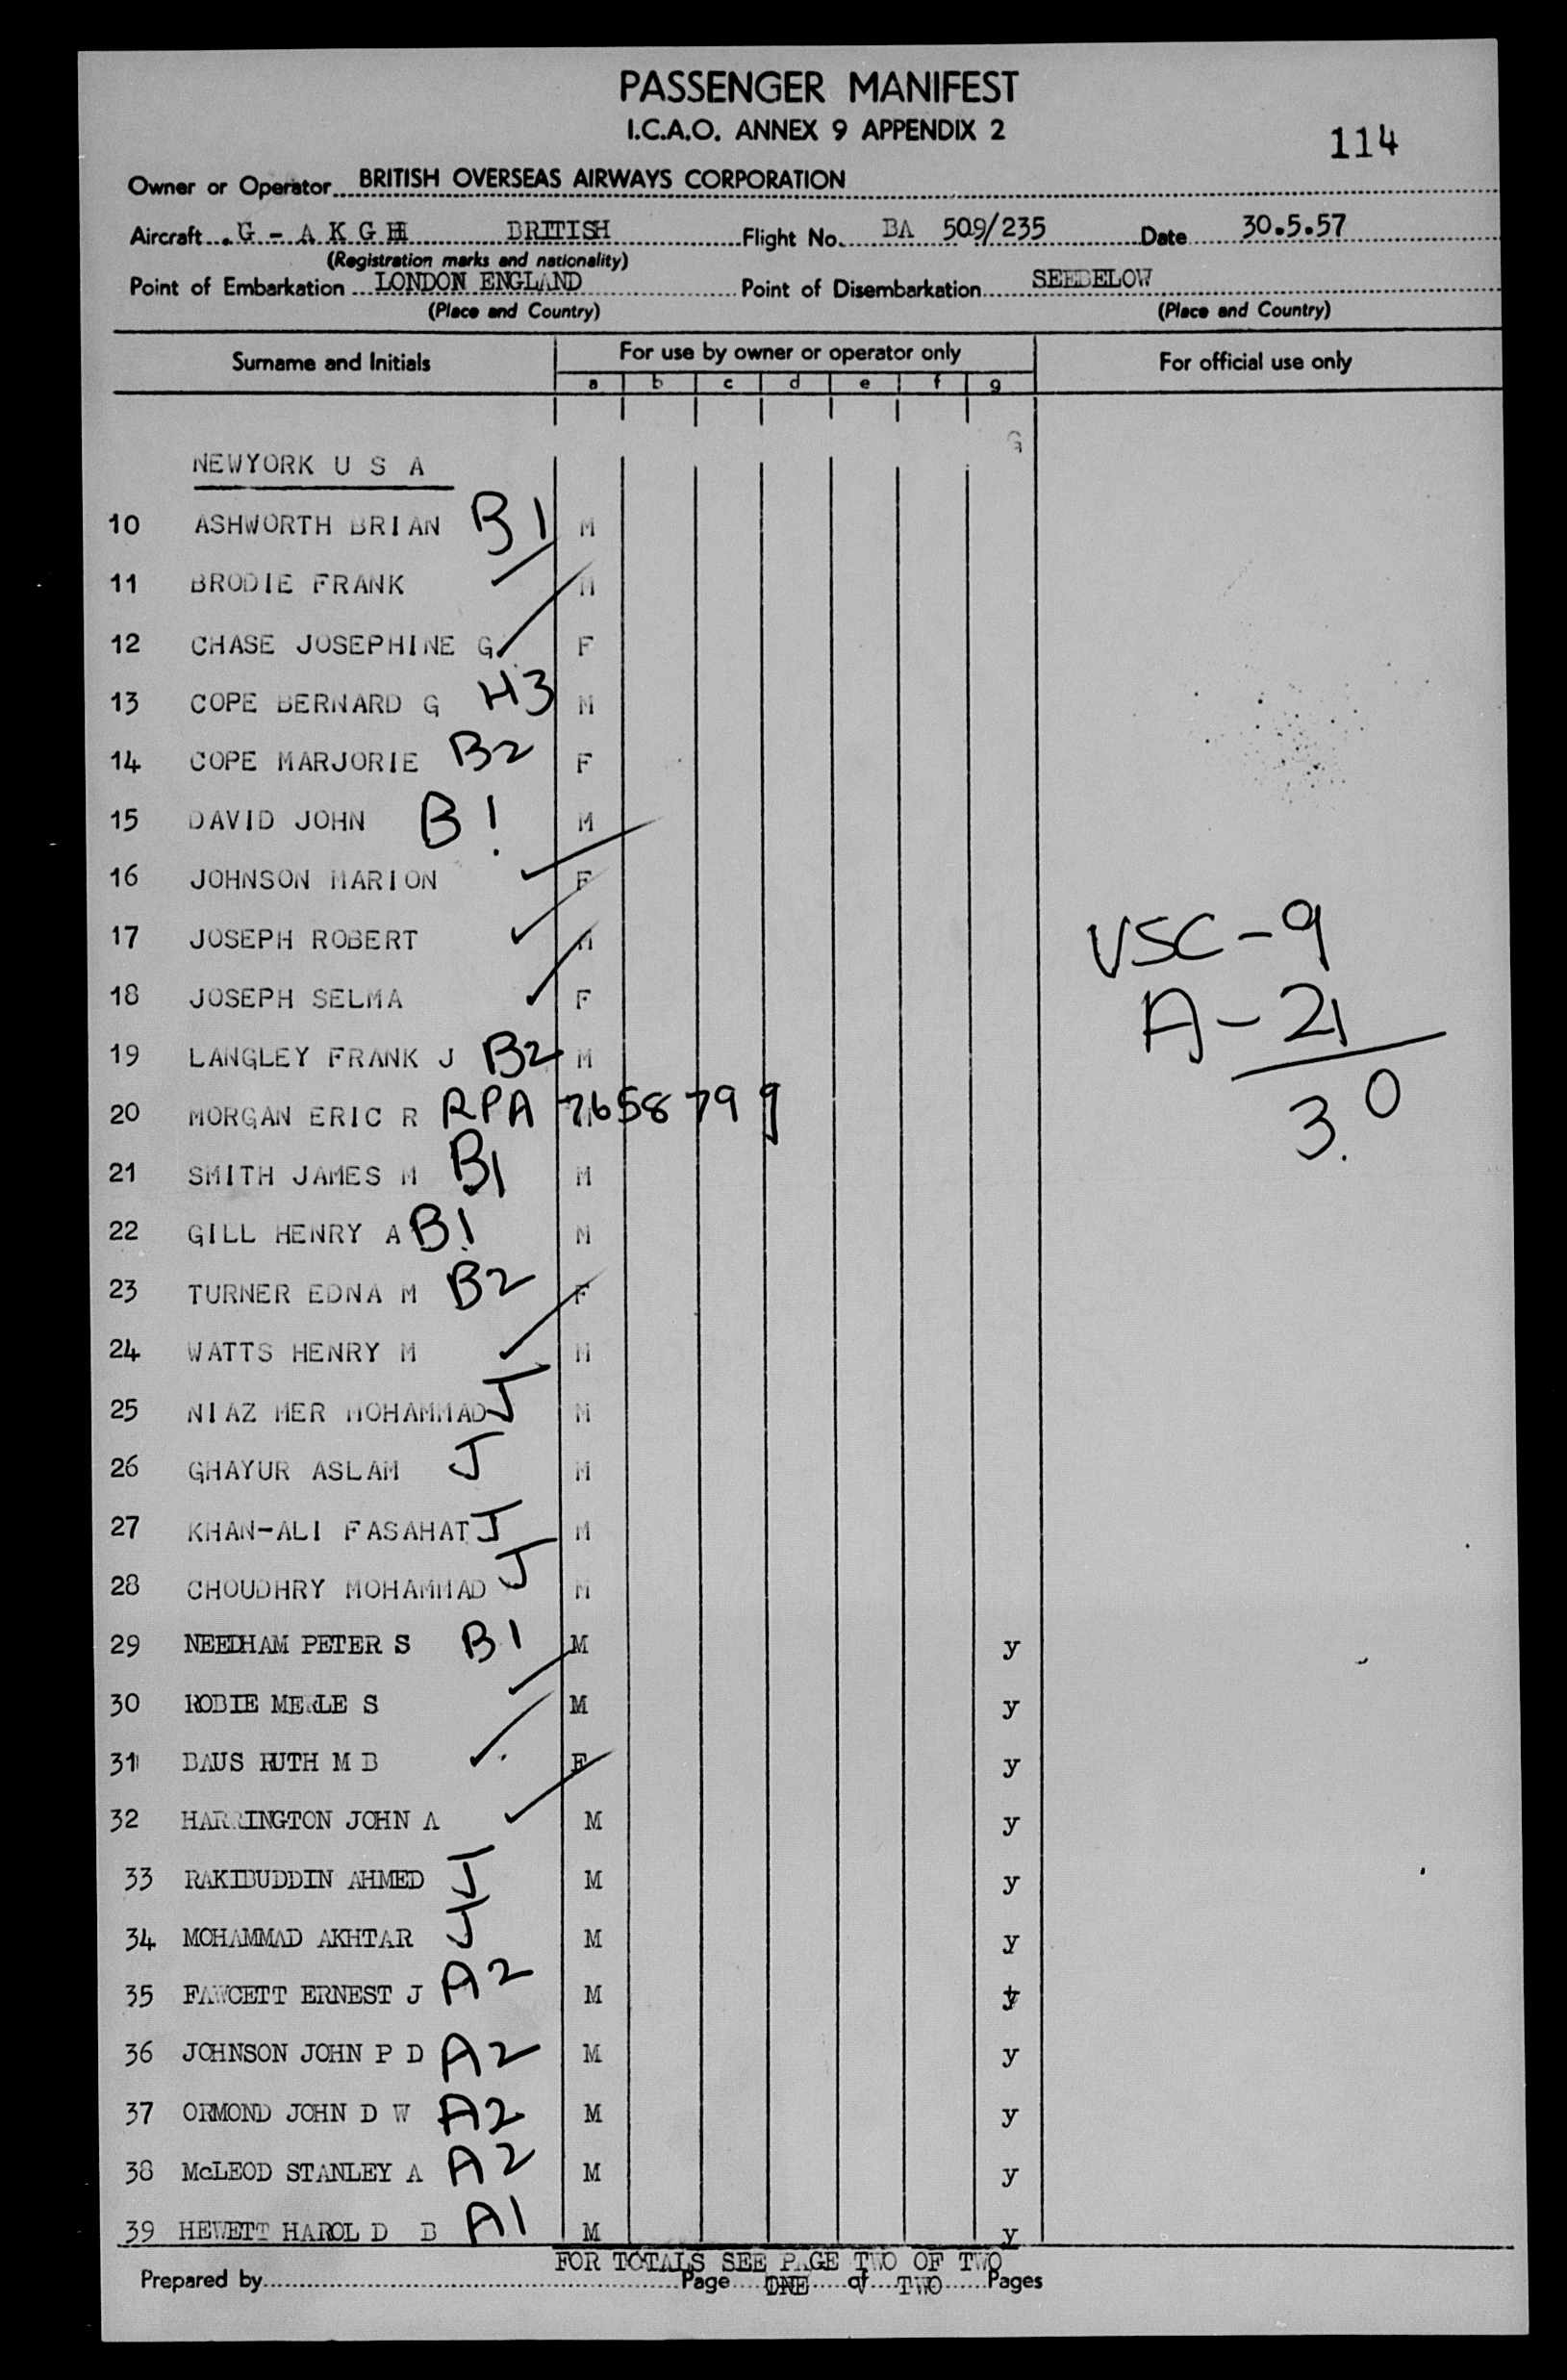 PASSENGER MANIFEST
I.C.A.O. ANNEX 9 APPENDIX 2
114
Owner or Operator BRITISH OVERSEAS AIRWAYS CORPORATION
Aircraft G - A K G H BRITISH Flight No. BA 509/235 Date 30.5.57
(Registration marks and nationality)
Point of Embarkation LONDON ENGLAND Point of Disembarkation SEEBELOW
(Place and Country) (Place and Country)
Surname and Initials For use by owner or operator only For official use only
a b c d e f g
G
NEWYORK U S A
10 ASHWORTH BRIAN B1 M
11 BRODIE FRANK ✓ M
12 CHASE JOSEPHINE G ✓ F
13 COPE BERNARD G H3 M
14 COPE MARJORIE B2 F
15 DAVID JOHN B1 M
16 JOHNSON MARION ✓ F
17 JOSEPH ROBERT ✓ M
18 JOSEPH SELMA ✓ F
19 LANGLEY FRANK J B2 M
20 MORGAN ERIC R RPA 7658799 M
21 SMITH JAMES M B1 M
22 GILL HENRY A B1 M
23 TURNER EDNA M B2 F
24 WATTS HENRY M ✓ M
25 NIAZ MER MOHAMMAD J M
26 GHAYUR ASLAM J M
27 KHAN-ALI FASAHAT J M
28 CHOUDHRY MOHAMMAD J M
29 NEEDHAM PETER S B1 M y
30 ROBIE MERLE S ✓ M y
31 BAUS RUTH M B ✓ F y
32 HARRINGTON JOHN A ✓ M y
33 RAKIBUDDIN AHMED J M y
34 MOHAMMAD AKHTAR J M y
35 FAWCETT ERNEST J A2 M y
36 JOHNSON JOHN P D A2 M y
37 ORMOND JOHN D W A2 M y
38 McLEOD STANLEY A A2 M y
39 HEWETT HAROLD B A1 M y
VSC-9
A-21
30
FOR TOTALS SEE PAGE TWO OF TWO
Prepared by Page ONE of TWO Pages